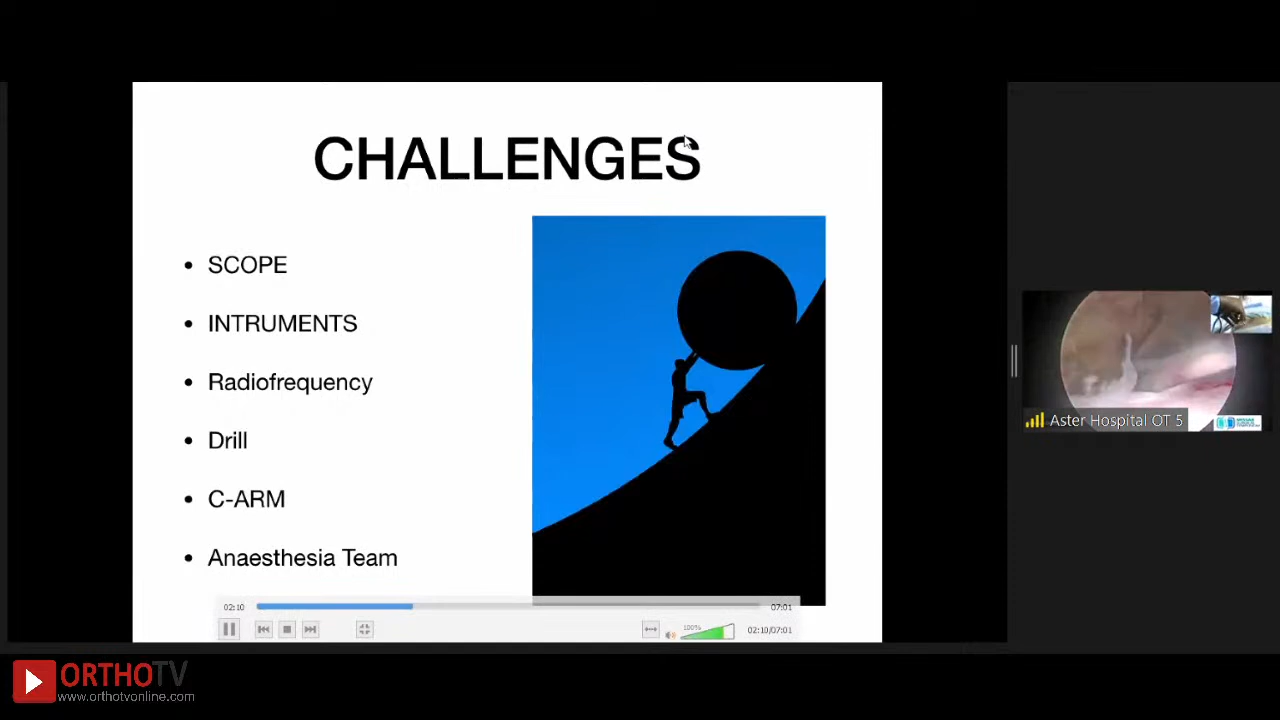 CHALLENGES
• SCOPE
• INTRUMENTS
• Radiofrequency
• Drill
• C-ARM
• Anaesthesia Team
02:10
07:01
100%
02:10/07:01
Aster Hospital OT 5
ORTHOTV
www.orthotvonline.com